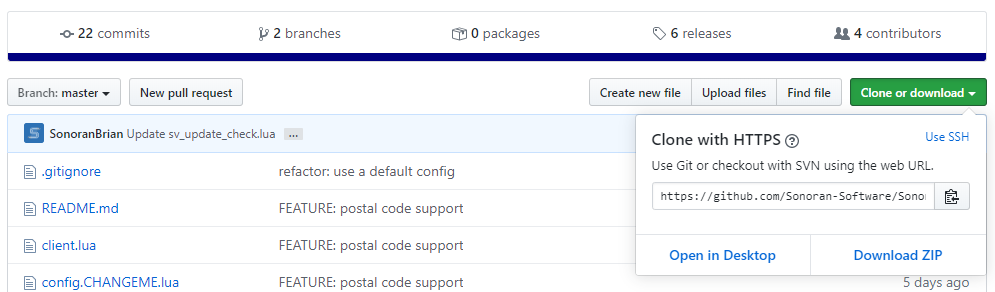 22 commits 2 branches 0 packages 6 releases 4 contributors
Branch: master New pull request Create new file Upload files Find file Clone or download
SonoranBrian Update sv_update_check.lua ...
Clone with HTTPS ? Use SSH
Use Git or checkout with SVN using the web URL.
.gitignore refactor: use a default config
https://github.com/Sonoran-Software/Sonor
README.md FEATURE: postal code support
client.lua FEATURE: postal code support
Open in Desktop Download ZIP
config.CHANGEME.lua FEATURE: postal code support 5 days ago